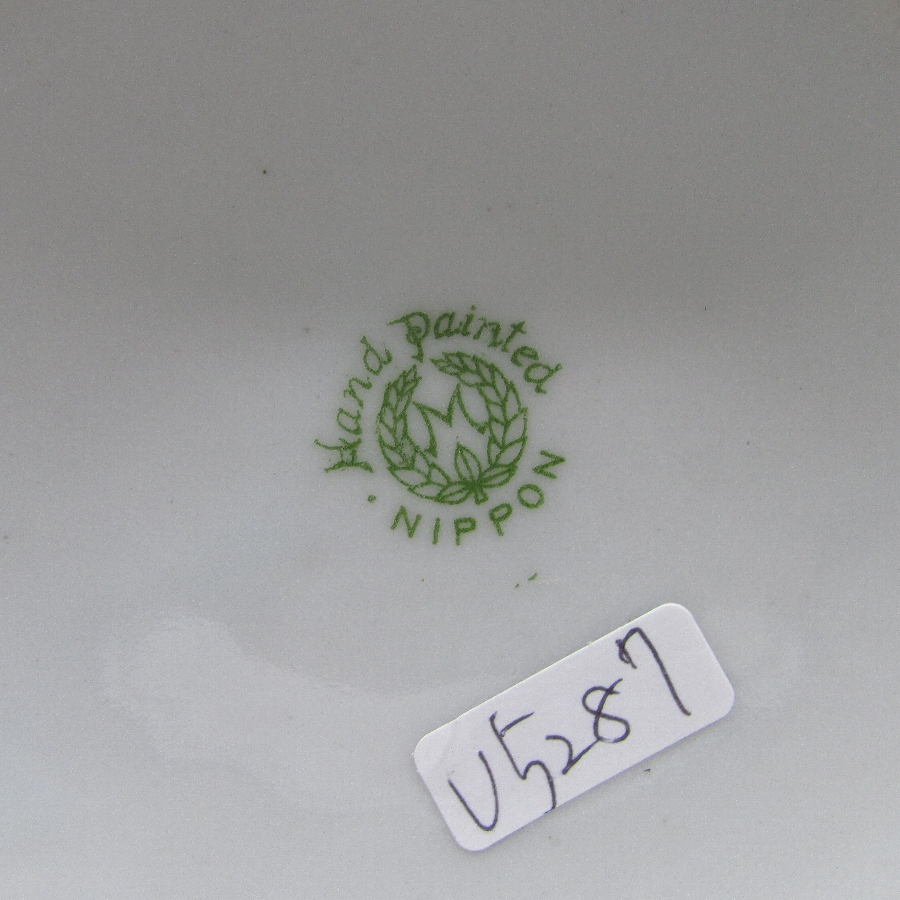 Hand Painted
M
NIPPON
U5287